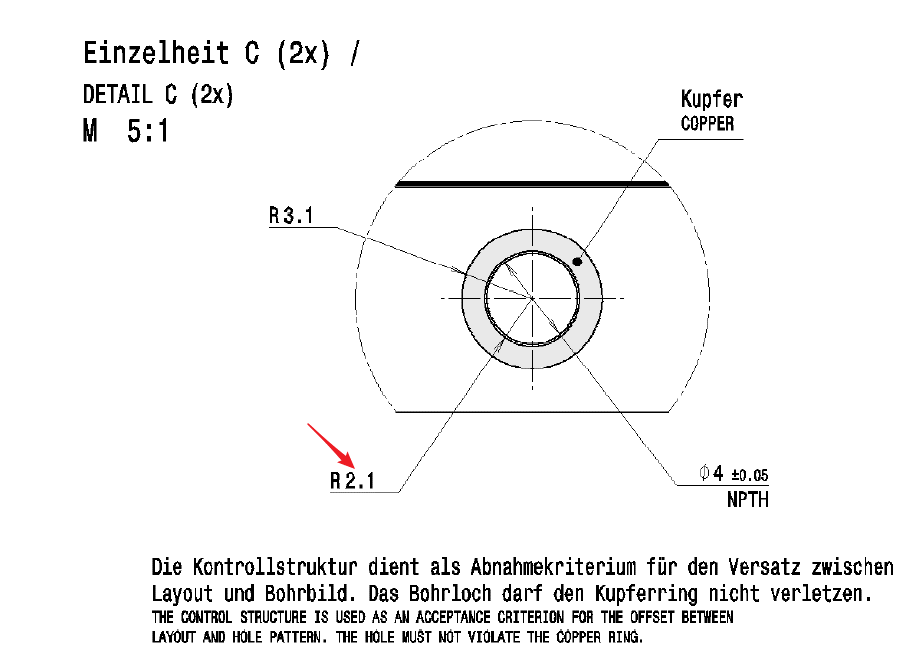 Einzelheit C (2x) /
DETAIL C (2x)
M 5:1
Kupfer
COPPER
R3.1
R2.1
∅4 ±0.05
NPTH
Die Kontrollstruktur dient als Abnahmekriterium für den Versatz zwischen
Layout und Bohrbild. Das Bohrloch darf den Kupferring nicht verletzen.
THE CONTROL STRUCTURE IS USED AS AN ACCEPTANCE CRITERION FOR THE OFFSET BETWEEN
LAYOUT AND HOLE PATTERN. THE HOLE MUST NOT VIOLATE THE COPPER RING.